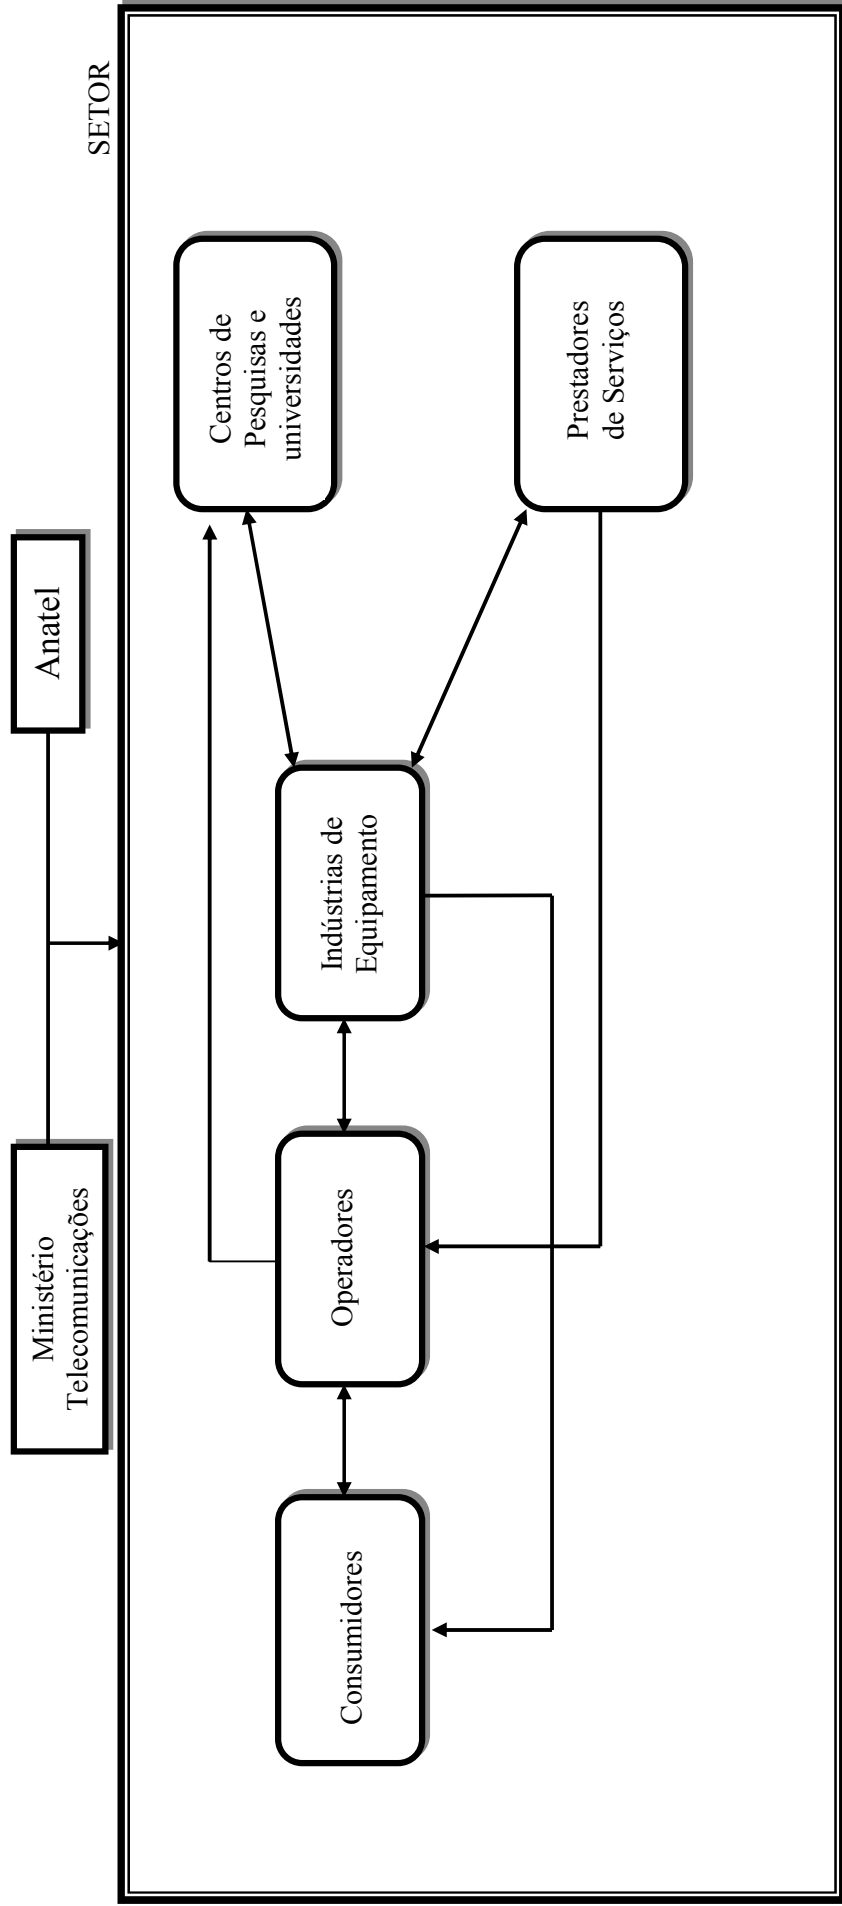 Ministério
Telecomunicações
Anatel
SETOR
Consumidores
Operadores
Indústrias de
Equipamento
Centros de
Pesquisas e
universidades
Prestadores
de Serviços